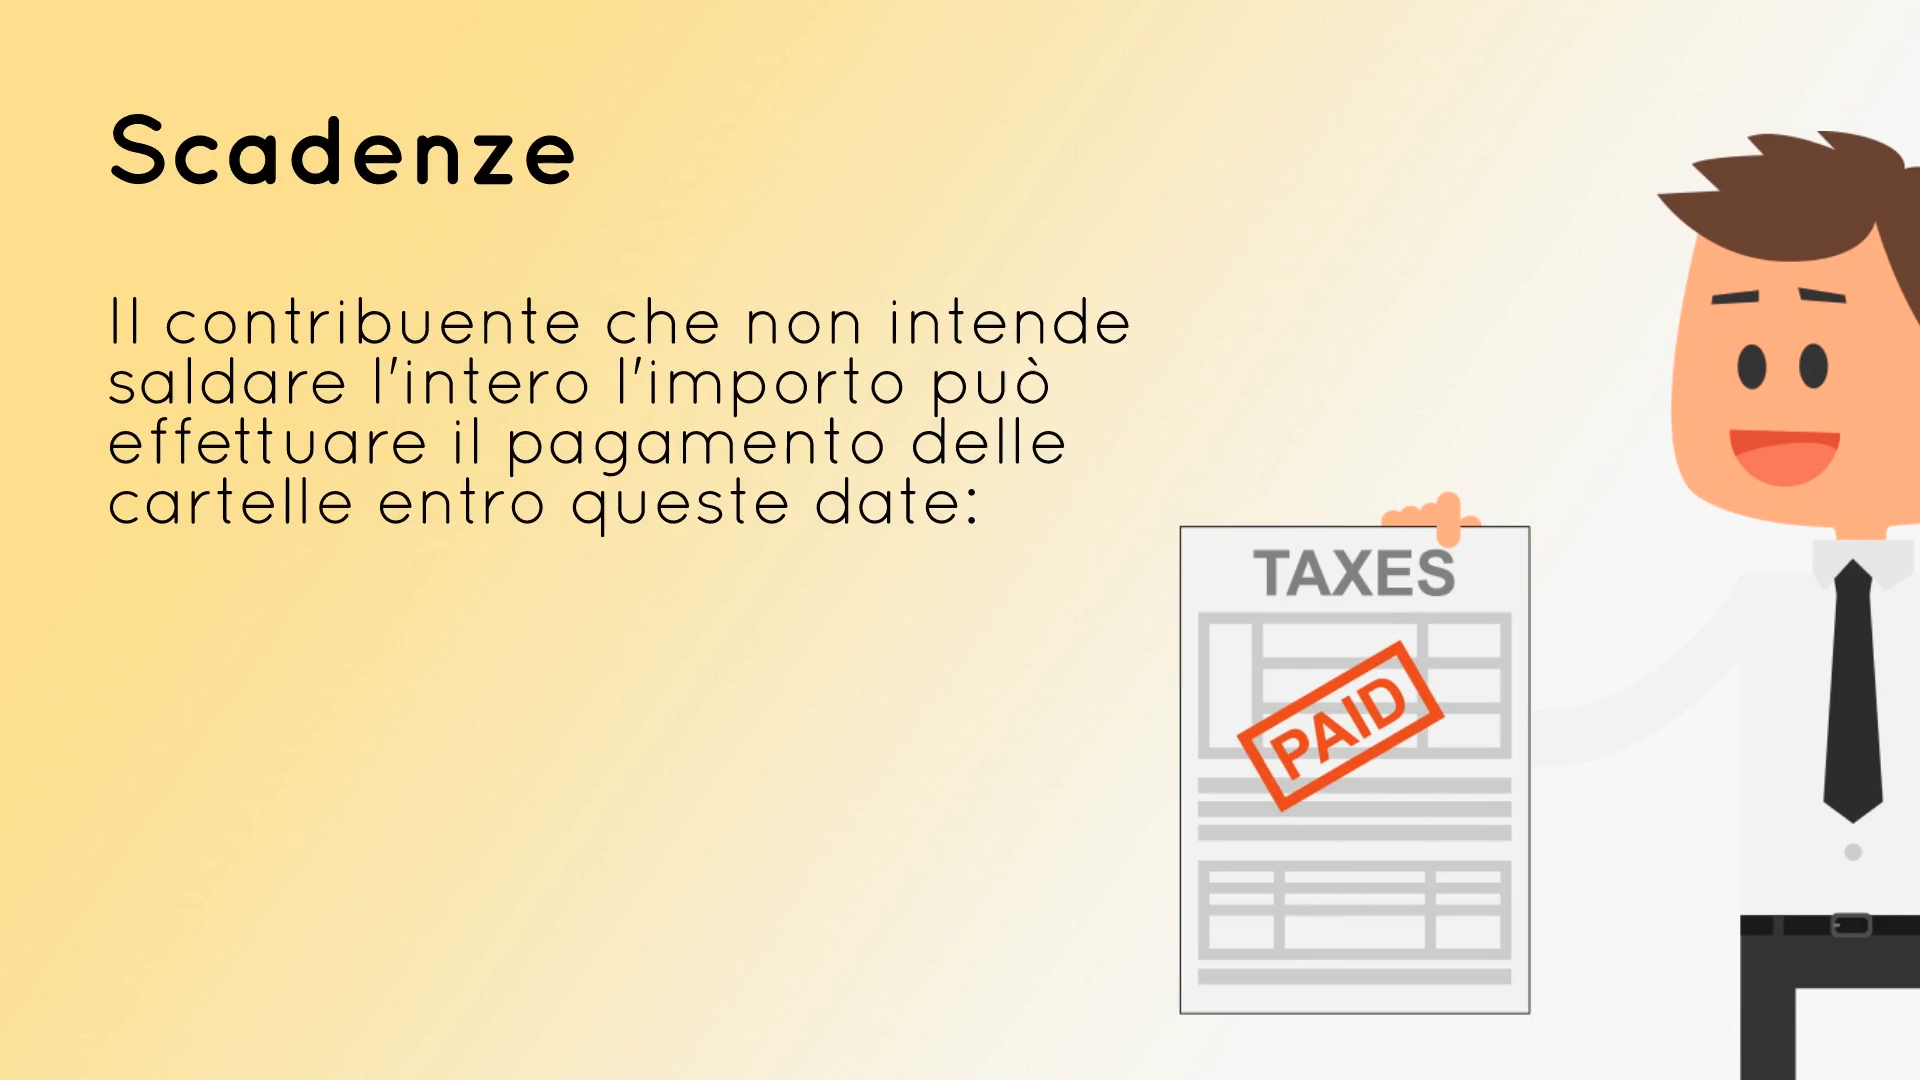 Scadenze
Il contribuente che non intende
saldare l'intero l'importo può
effettuare il pagamento delle
cartelle entro queste date:
TAXES
PAID